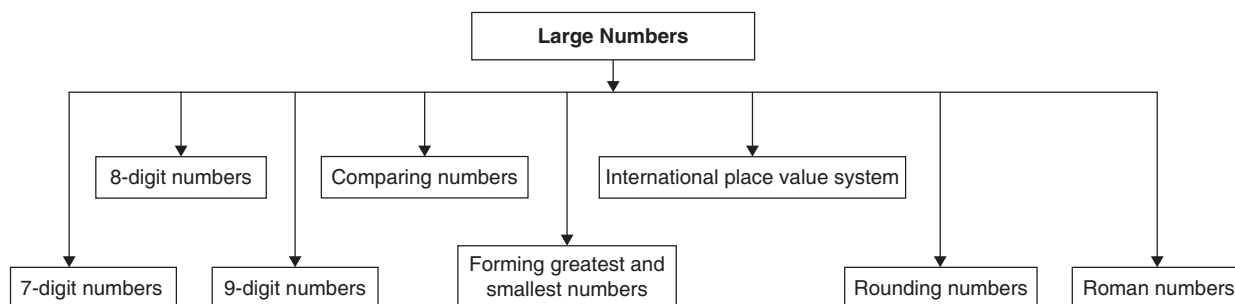 Large Numbers
8-digit numbers
Comparing numbers
International place value system
7-digit numbers
9-digit numbers
Forming greatest and
smallest numbers
Rounding numbers
Roman numbers